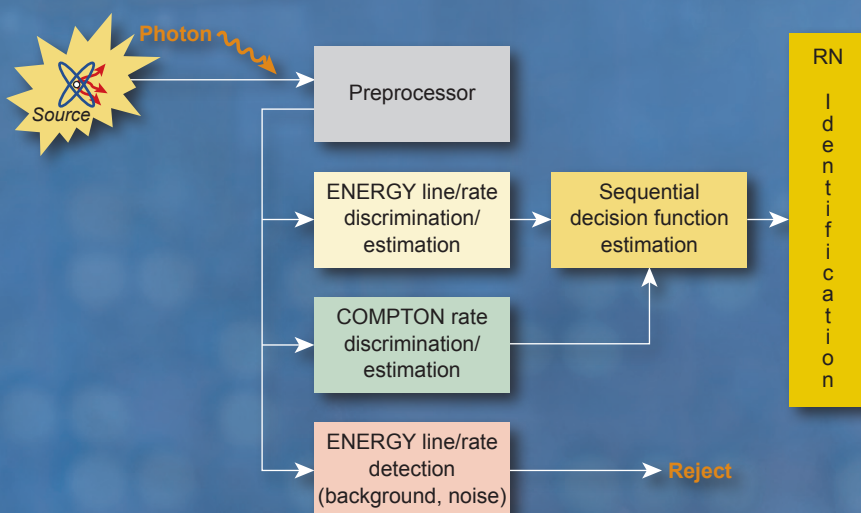 Photon
Source
Preprocessor
ENERGY line/rate
discrimination/
estimation
Sequential
decision function
estimation
COMPTON rate
discrimination/
estimation
ENERGY line/rate
detection
(background, noise)
Reject
RN
Identification